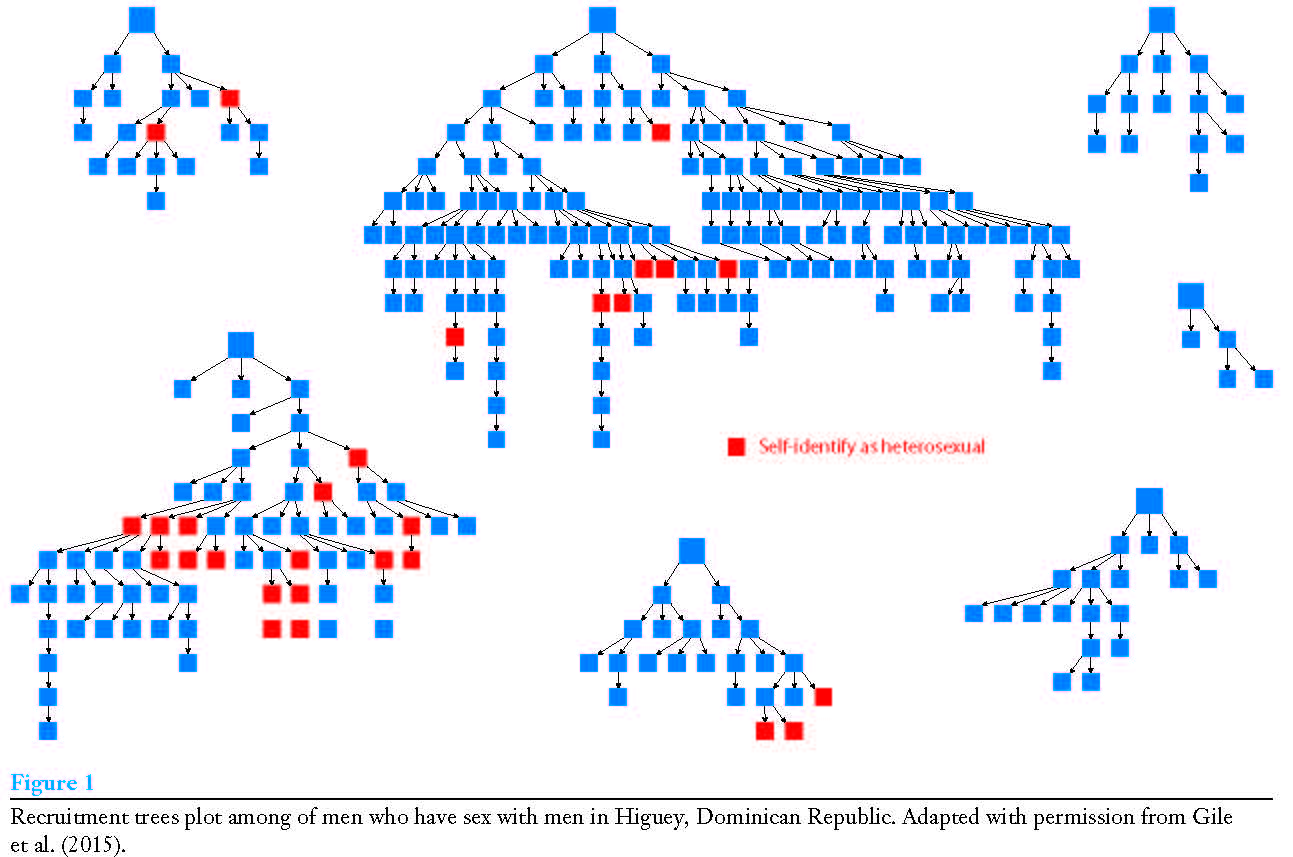 Self-identify as heterosexual
Figure 1
Recruitment trees plot among of men who have sex with men in Higuey, Dominican Republic. Adapted with permission from Gile
et al. (2015).